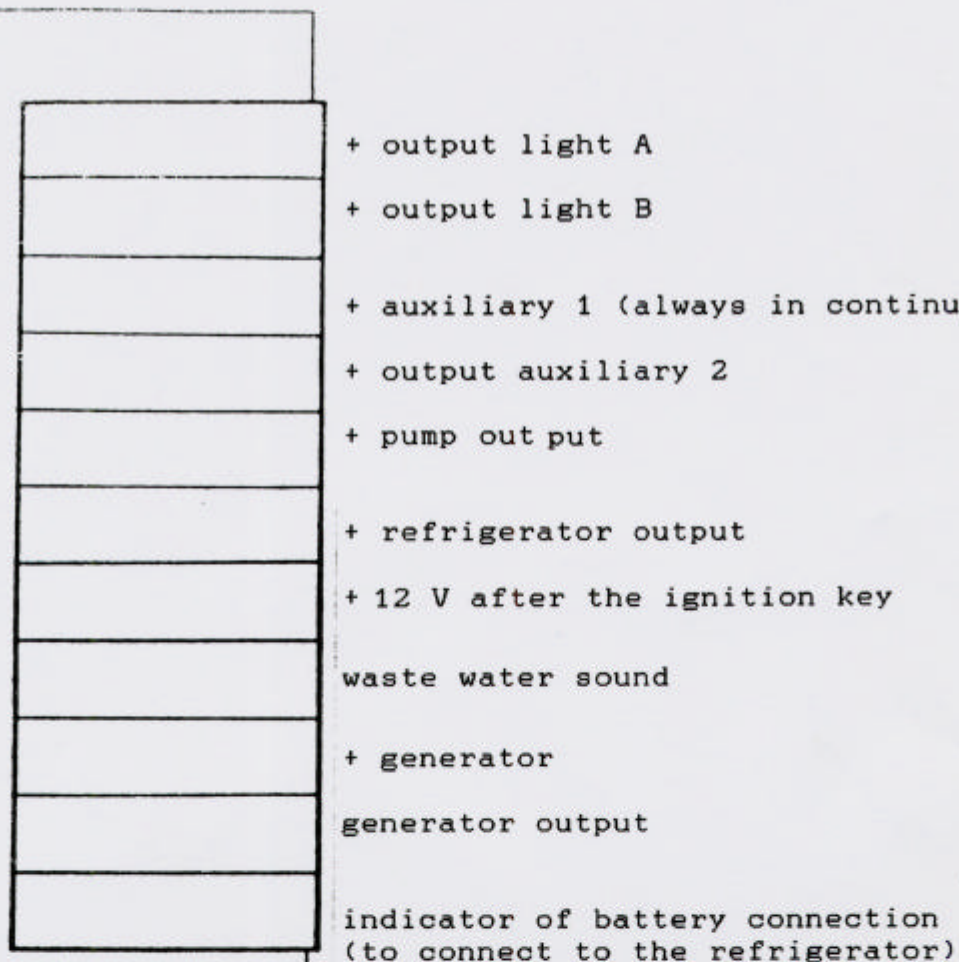 + output light A
+ output light B
+ auxiliary 1 (always in continu
+ output auxiliary 2
+ pump out put
+ refrigerator output
+ 12 V after the ignition key
waste water sound
+ generator
generator output
indicator of battery connection
(to connect to the refrigerator)